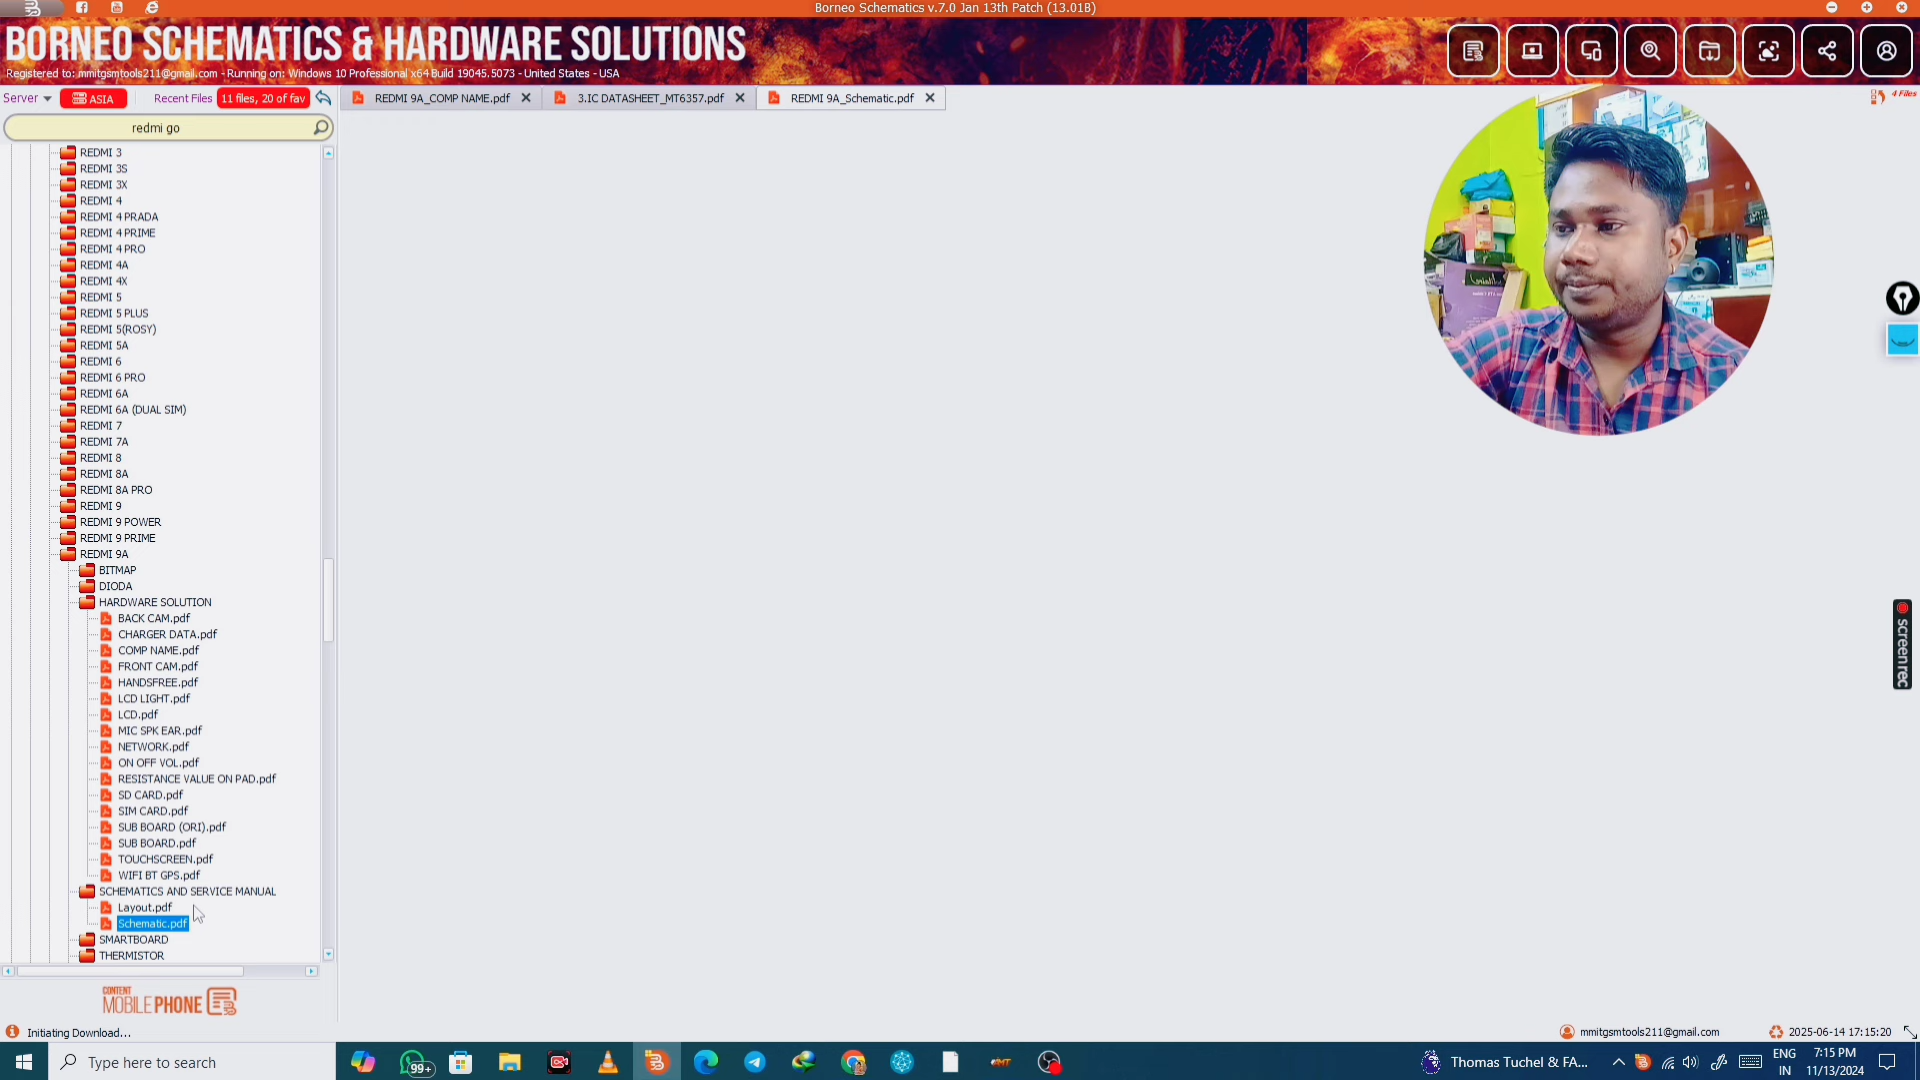 Borneo Schematics v.7.0 Jan 13th Patch (13.01B)
BORNEO SCHEMATICS & HARDWARE SOLUTIONS
Registered to: mmitgsmtools211@gmail.com - Running on: Windows 10 Professional x64 Build 19045.5073 - United States - USA
Server ASIA Recent Files 11 files, 20 of fav
REDMI 9A_COMP NAME.pdf 3.IC DATASHEET_MT6357.pdf REDMI 9A_Schematic.pdf 4 Files
redmi go
REDMI 3
REDMI 3S
REDMI 3X
REDMI 4
REDMI 4 PRADA
REDMI 4 PRIME
REDMI 4 PRO
REDMI 4A
REDMI 4X
REDMI 5
REDMI 5 PLUS
REDMI 5(ROSY)
REDMI 5A
REDMI 6
REDMI 6 PRO
REDMI 6A
REDMI 6A (DUAL SIM)
REDMI 7
REDMI 7A
REDMI 8
REDMI 8A
REDMI 8A PRO
REDMI 9
REDMI 9 POWER
REDMI 9 PRIME
REDMI 9A
BITMAP
DIODA
HARDWARE SOLUTION
BACK CAM.pdf
CHARGER DATA.pdf
COMP NAME.pdf
FRONT CAM.pdf
HANDSFREE.pdf
LCD LIGHT.pdf
LCD.pdf
MIC SPK EAR.pdf
NETWORK.pdf
ON OFF VOL.pdf
RESISTANCE VALUE ON PAD.pdf
SD CARD.pdf
SIM CARD.pdf
SUB BOARD (ORI).pdf
SUB BOARD.pdf
TOUCHSCREEN.pdf
WIFI BT GPS.pdf
SCHEMATICS AND SERVICE MANUAL
Layout.pdf
Schematic.pdf
SMARTBOARD
THERMISTOR
screenrec
CONTENT
MOBILE PHONE
Initiating Download...
mmitgsmtools211@gmail.com 2025-06-14 17:15:20
Type here to search
99+
Thomas Tuchel & FA...
ENG
IN
7:15 PM
11/13/2024